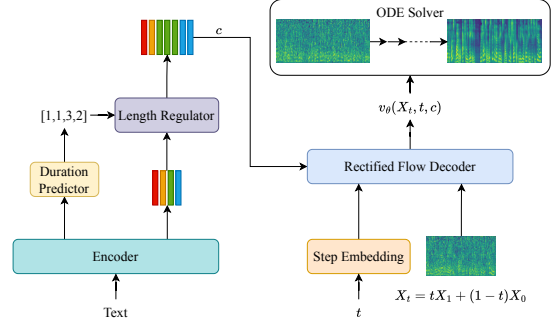 ODE Solver
c
v_θ(X_t, t, c)
[1,1,3,2]
Length Regulator
Duration
Predictor
Rectified Flow Decoder
Encoder
Step Embedding
Text
t
X_t = tX_1 + (1 − t)X_0